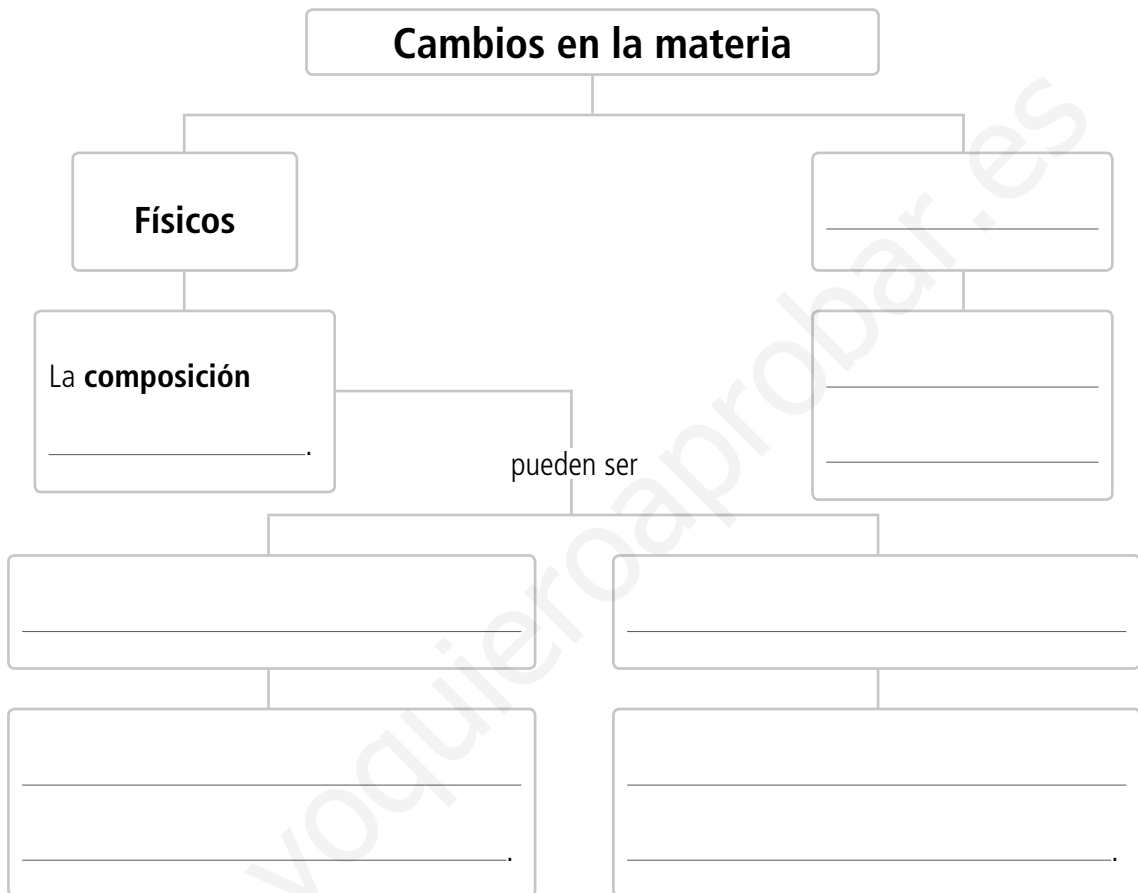 Cambios en la materia
Físicos
La composición
.
pueden ser
.
.
yoquieroaprobar.es